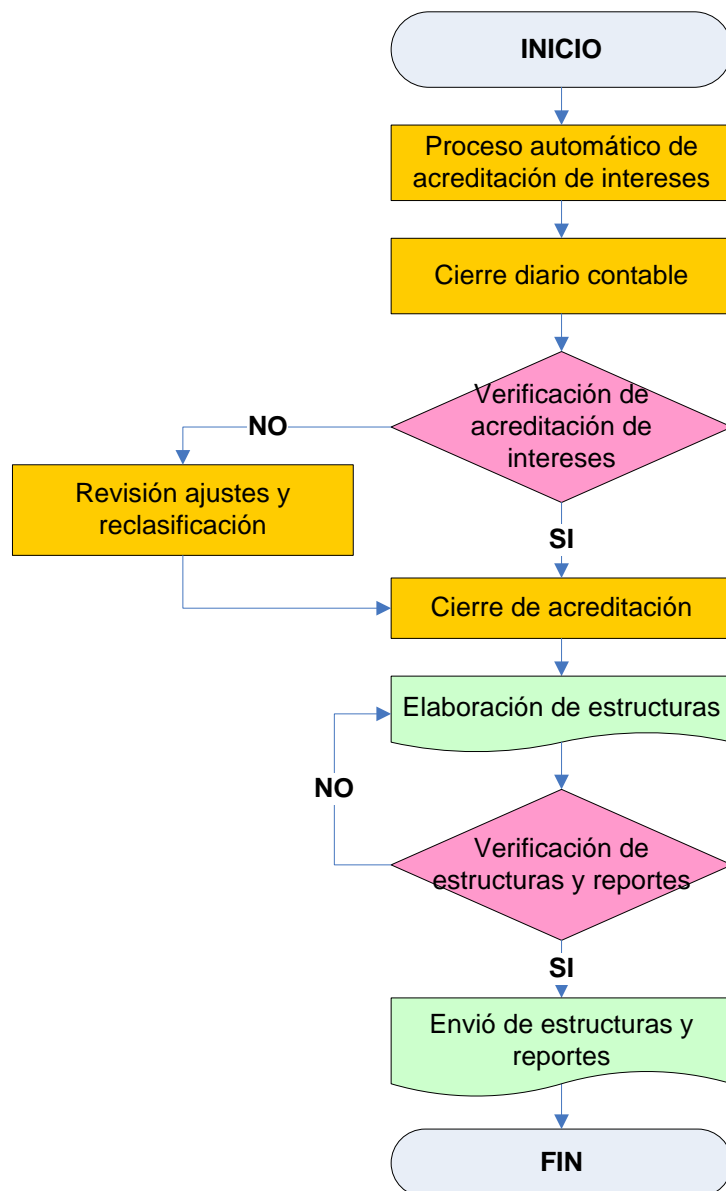 INICIO
Proceso automático de
acreditación de intereses
Cierre diario contable
Verificación de
acreditación de
intereses
NO
Revisión ajustes y
reclasificación
SI
Cierre de acreditación
Elaboración de estructuras
NO
Verificación de
estructuras y reportes
SI
Envió de estructuras y
reportes
FIN